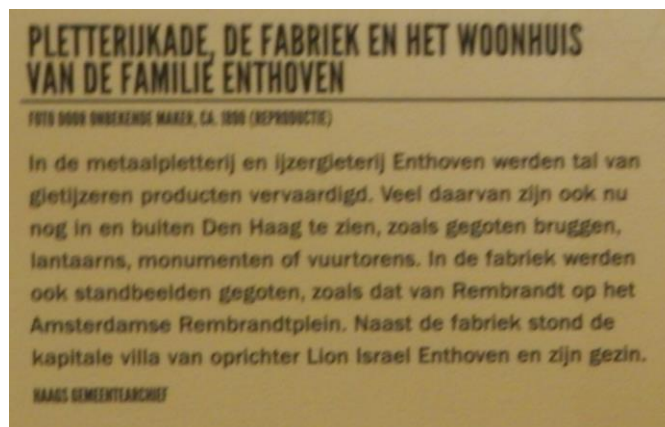 PLETTERIJKADE, DE FABRIEK EN HET WOONHUIS
VAN DE FAMILIE ENTHOVEN
FOTO DOOR ONBEKENDE MAKER, CA. 1890 (REPRODUCTIE)
In de metaalpletterij en ijzergieterij Enthoven werden tal van
gietijzeren producten vervaardigd. Veel daarvan zijn ook nu
nog in en buiten Den Haag te zien, zoals gegoten bruggen,
lantaarns, monumenten of vuurtorens. In de fabriek werden
ook standbeelden gegoten, zoals dat van Rembrandt op het
Amsterdamse Rembrandtplein. Naast de fabriek stond de
kapitale villa van oprichter Lion Israel Enthoven en zijn gezin.
HAAGS GEMEENTEARCHIEF